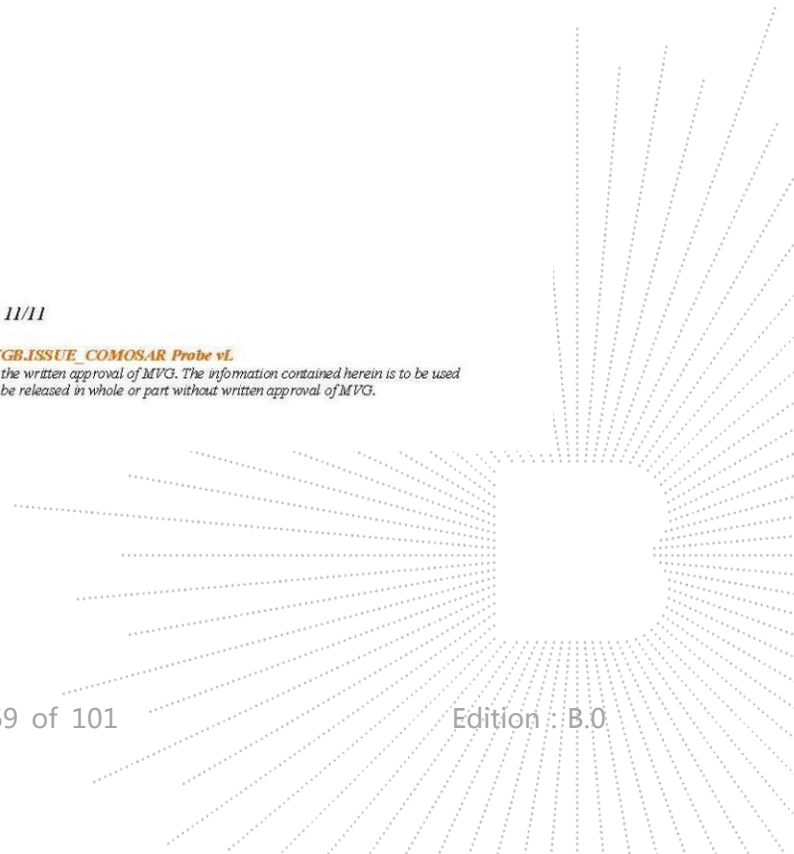 11/11
GB.ISSUE_COMOSAR Probe vL
the written approval of MVG. The information contained herein is to be used
be released in whole or part without written approval of MVG.
9 of 101
Edition : B.0